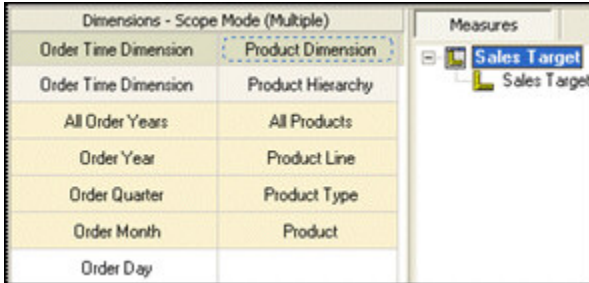 Dimensions - Scope Mode (Multiple)
Order Time Dimension Product Dimension
Order Time Dimension Product Hierarchy
All Order Years All Products
Order Year Product Line
Order Quarter Product Type
Order Month Product
Order Day
Measures
Sales Target
Sales Target